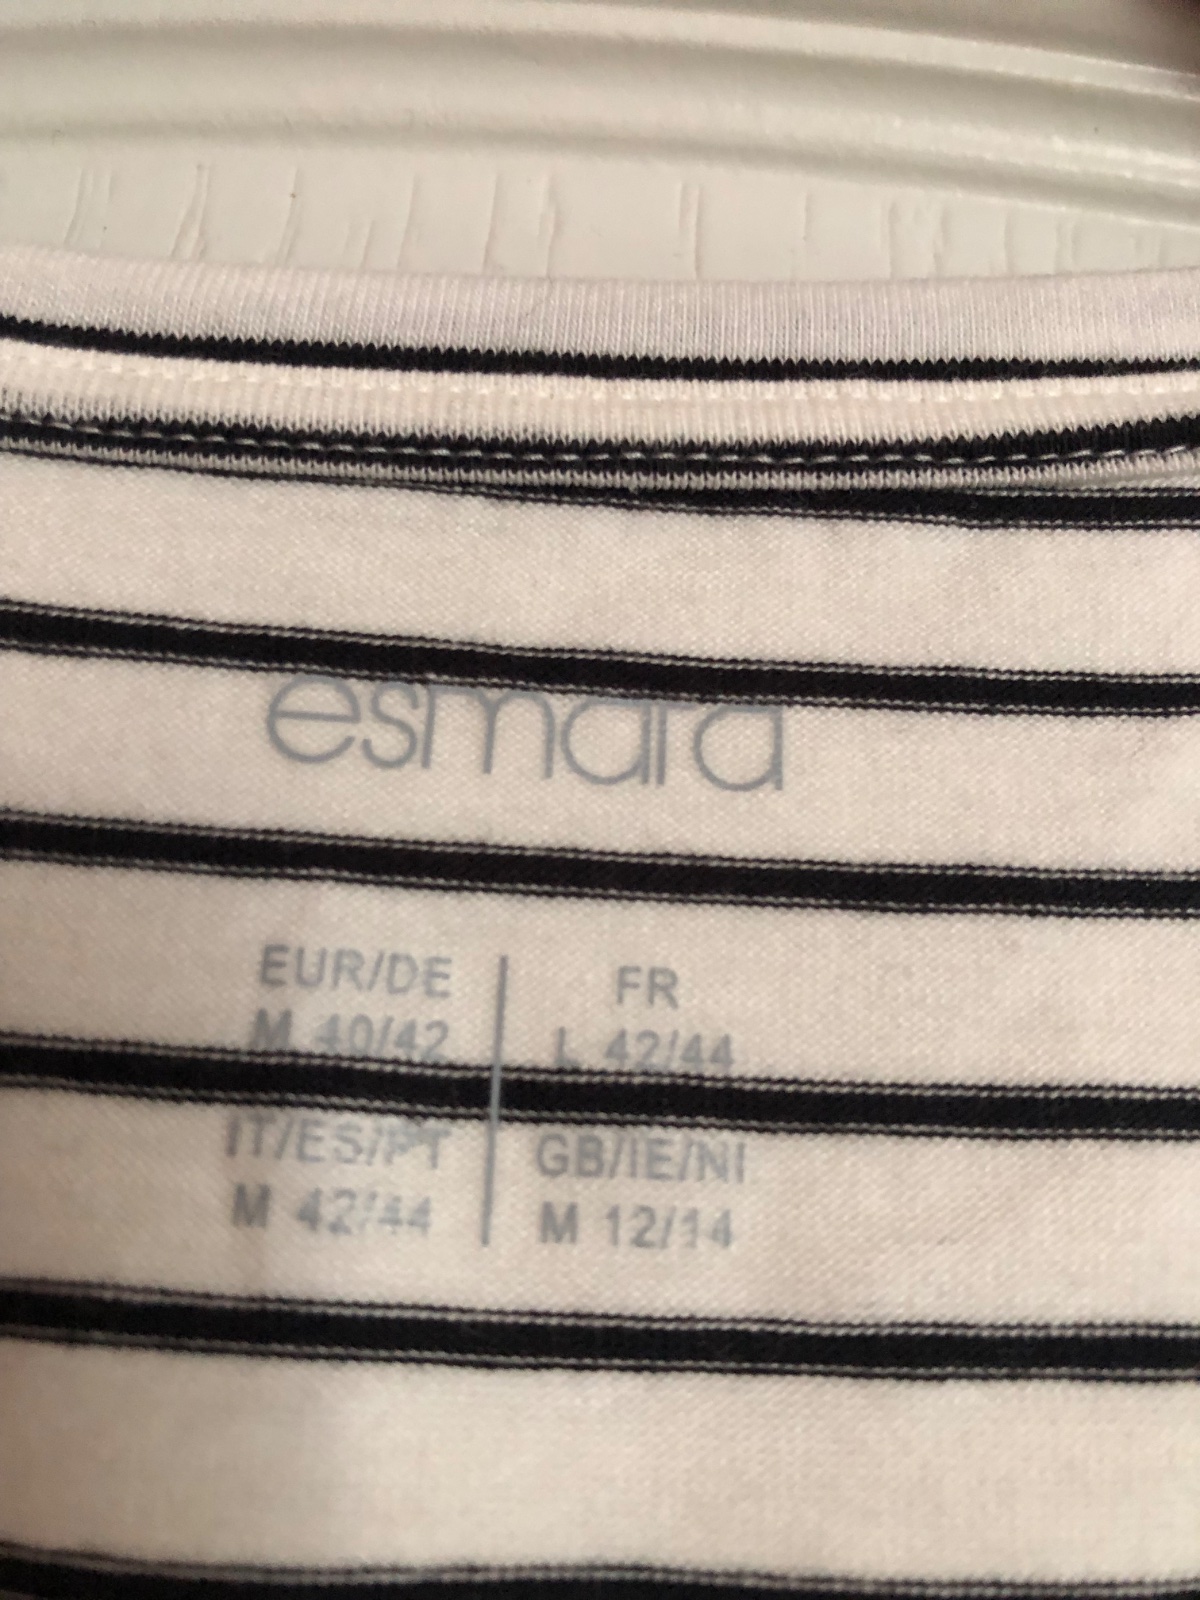 esmara
EUR/DE
M 40/42
FR
L 42/44
IT/ES/PT
M 42/44
GB/IE/NI
M 12/14